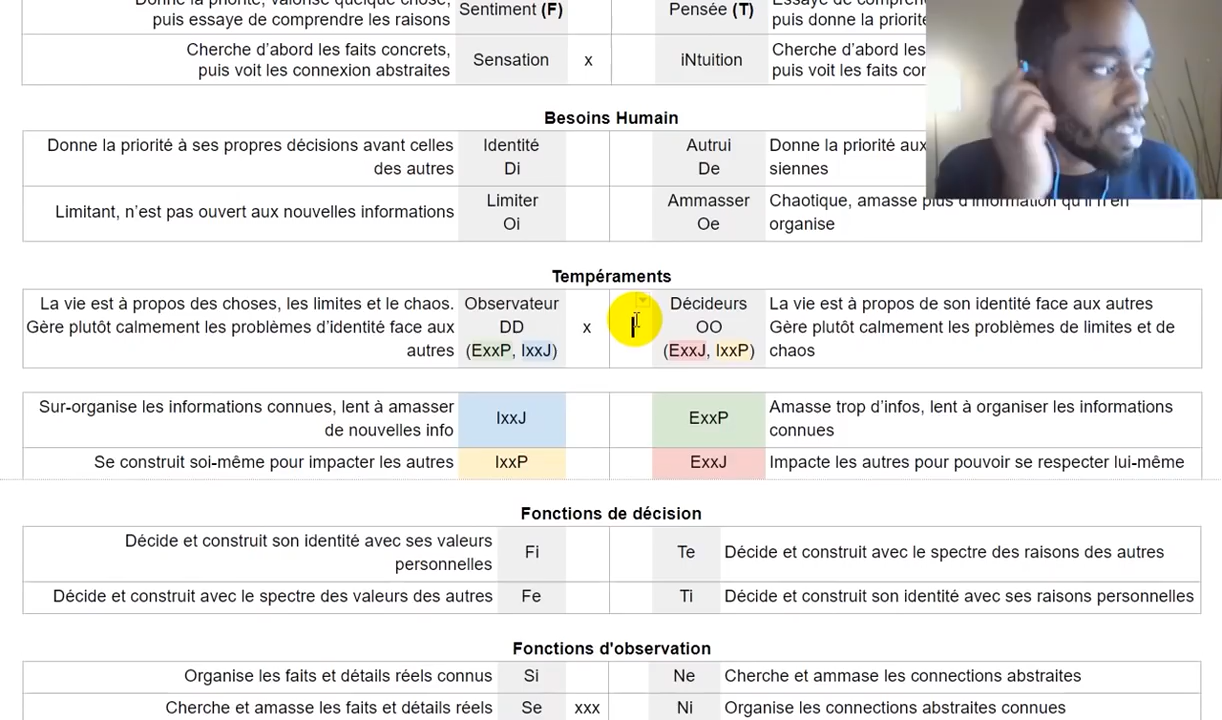 Donne la priorité, valorise quelque chose,
puis essaye de comprendre les raisons
Sentiment (F)
Pensée (T)
puis donne la priorité
Cherche d'abord les faits concrets,
puis voit les connexion abstraites
Sensation
x
iNtuition
Cherche d'abord les
puis voit les faits
Besoins Humain
Donne la priorité à ses propres décisions avant celles
des autres
Identité
Di
Autrui
De
Donne la priorité aux
siennes
Limitant, n'est pas ouvert aux nouvelles informations
Limiter
Oi
Ammasser
Oe
Chaotique, amasse plus d'information qu'il n'en
organise
Tempéraments
La vie est à propos des choses, les limites et le chaos.
Gère plutôt calmement les problèmes d'identité face aux
autres
Observateur
DD
(ExxP, IxxJ)
x
Décideurs
OO
(ExxJ, IxxP)
La vie est à propos de son identité face aux autres
Gère plutôt calmement les problèmes de limites et de
chaos
Sur-organise les informations connues, lent à amasser
de nouvelles info
IxxJ
ExxP
Amasse trop d'infos, lent à organiser les informations
connues
Se construit soi-même pour impacter les autres
IxxP
ExxJ
Impacte les autres pour pouvoir se respecter lui-même
Fonctions de décision
Décide et construit son identité avec ses valeurs
personnelles
Fi
Te
Décide et construit avec le spectre des raisons des autres
Décide et construit avec le spectre des valeurs des autres
Fe
Ti
Décide et construit son identité avec ses raisons personnelles
Fonctions d'observation
Organise les faits et détails réels connus
Si
Ne
Cherche et ammase les connections abstraites
Cherche et amasse les faits et détails réels
Se
xxx
Ni
Organise les connections abstraites connues